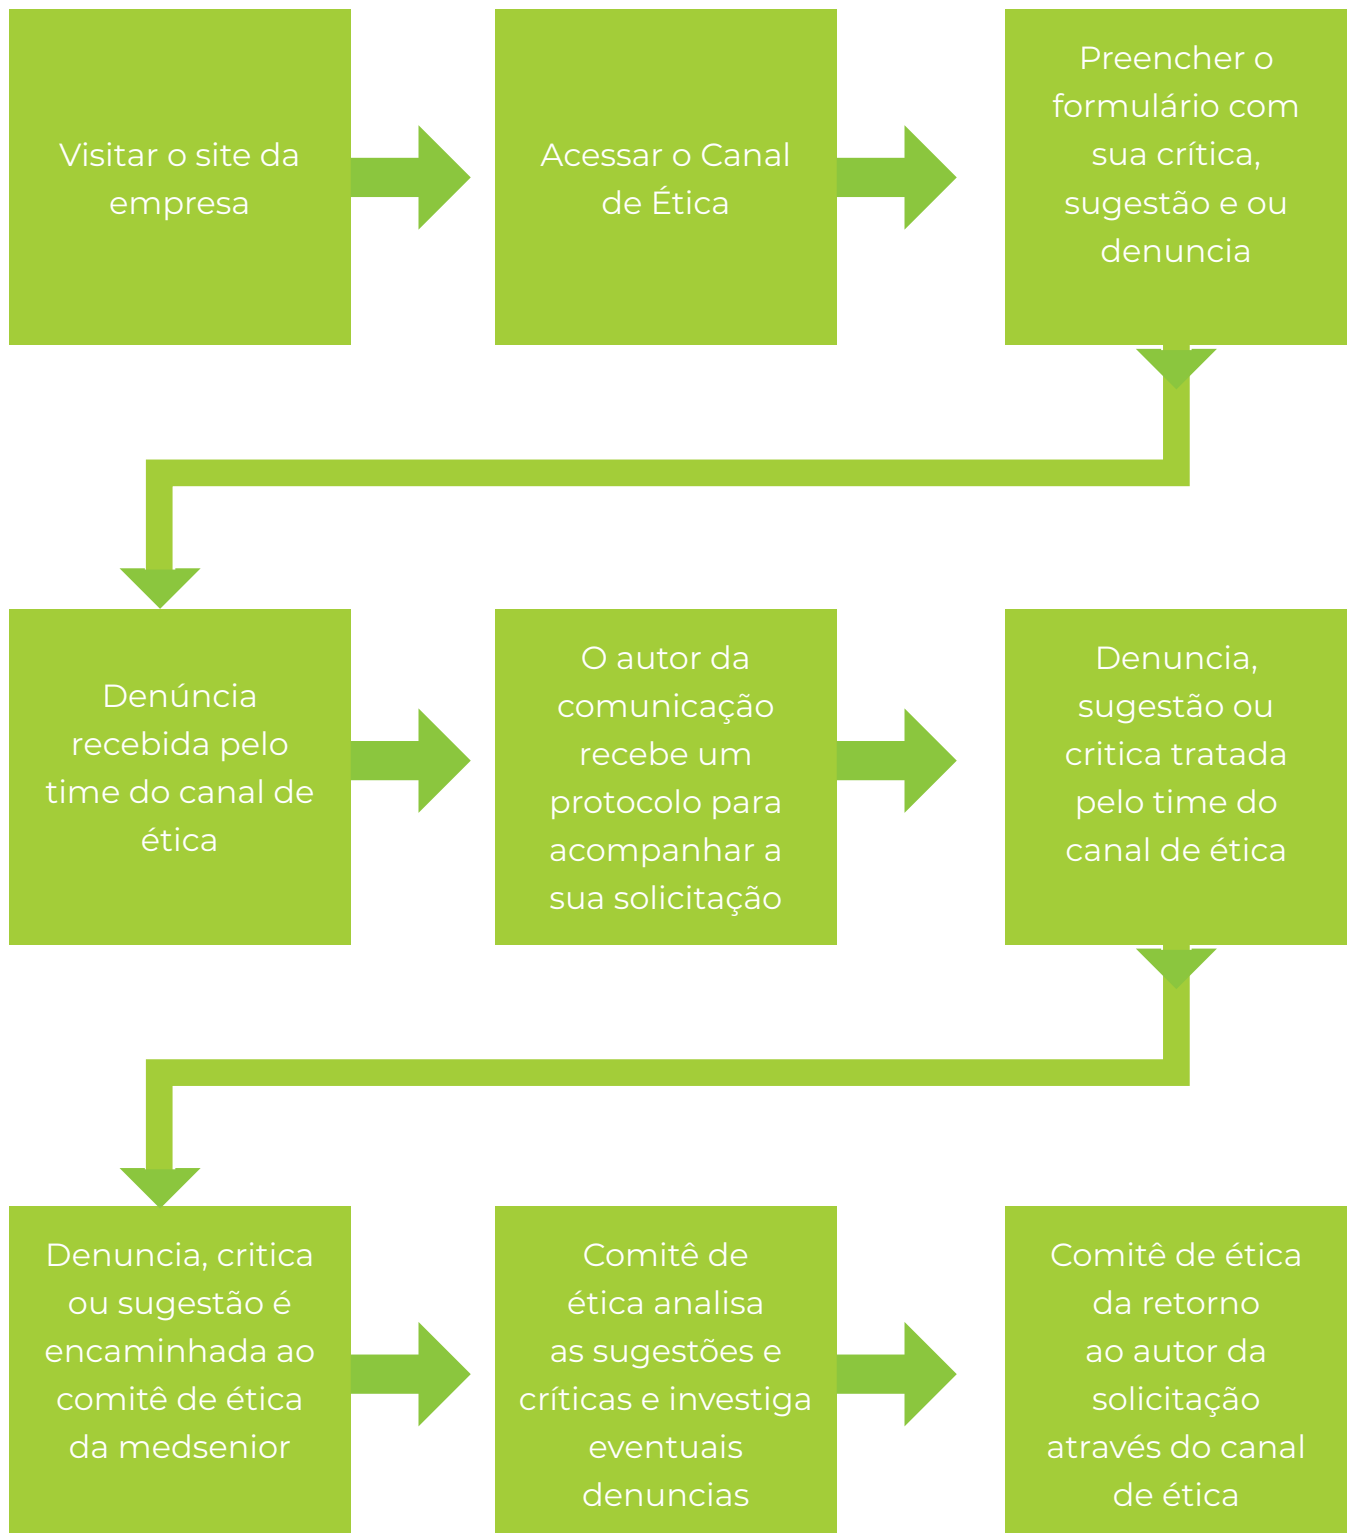 Visitar o site da
empresa
Acessar o Canal
de Ética
Preencher o
formulário com
sua crítica,
sugestão e ou
denuncia
Denúncia
recebida pelo
time do canal de
ética
O autor da
comunicação
recebe um
protocolo para
acompanhar a
sua solicitação
Denuncia,
sugestão ou
critica tratada
pelo time do
canal de ética
Denuncia, critica
ou sugestão é
encaminhada ao
comitê de ética
da medsenior
Comitê de
ética analisa
as sugestões e
críticas e investiga
eventuais
denuncias
Comitê de ética
da retorno
ao autor da
solicitação
através do canal
de ética